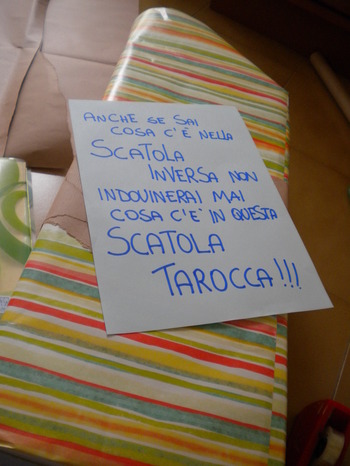 ANCHE SE SAI
COSA C'È NELLA
SCATOLA
INVERSA NON
INDOVINERAI MAI
COSA C'È IN QUESTA
SCATOLA
TAROCCA!!!